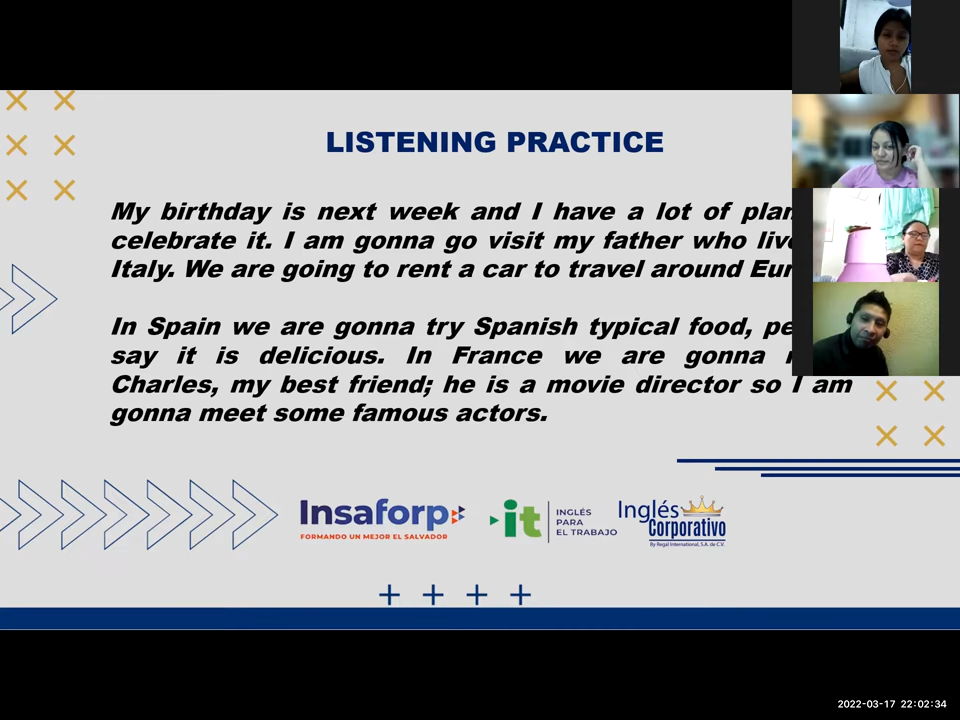 LISTENING PRACTICE
My birthday is next week and I have a lot of
celebrate it. I am gonna go visit my father who
Italy. We are going to rent a car to travel around
In Spain we are gonna try Spanish typical food,
say it is delicious. In France we are gonna
Charles, my best friend; he is a movie director so I am
gonna meet some famous actors.
Insaforp
FORMANDO UN MEJOR EL SALVADOR
it
INGLÉS
PARA
EL TRABAJO
Inglés
Corporativo
By Regal International, S.A. de C.V.
2022-03-17 22:02:34